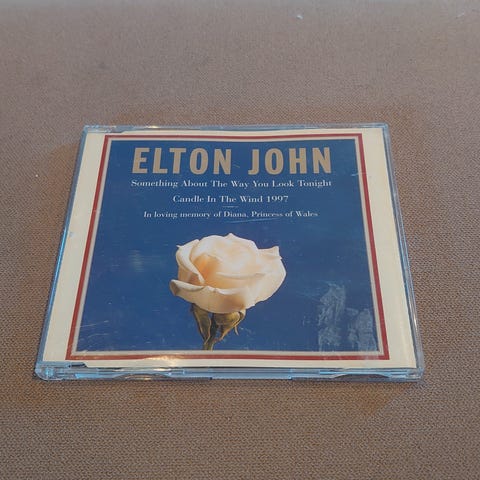 ELTON JOHN
Something About The Way You Look Tonight
Candle In The Wind 1997
In loving memory of Diana, Princess of Wales